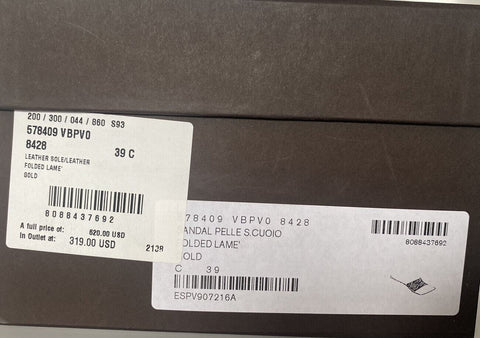 200 / 300 / 044 / B60 S93
578409 VBPV0
8428
39 C
LEATHER SOLE/LEATHER
FOLDED LAME'
GOLD
8088437692
A full price of: 620.00 USD
In Outlet at: 319.00 USD
2138
578409 VBPV0 8428
SANDAL PELLE S.CUOIO
FOLDED LAME'
GOLD
C 39
ESPV907216A
8088437692